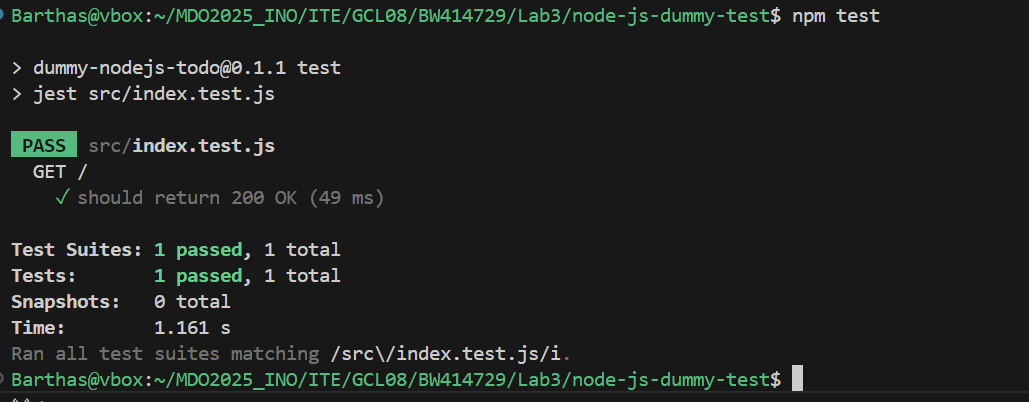 Barthas@vbox:~/MDO2025_INO/ITE/GCL08/BW414729/Lab3/node-js-dummy-test$ npm test
> dummy-nodejs-todo@0.1.1 test
> jest src/index.test.js
PASS src/index.test.js
GET /
✓ should return 200 OK (49 ms)
Test Suites: 1 passed, 1 total
Tests: 1 passed, 1 total
Snapshots: 0 total
Time: 1.161 s
Ran all test suites matching /src\/index.test.js/i.
Barthas@vbox:~/MDO2025_INO/ITE/GCL08/BW414729/Lab3/node-js-dummy-test$